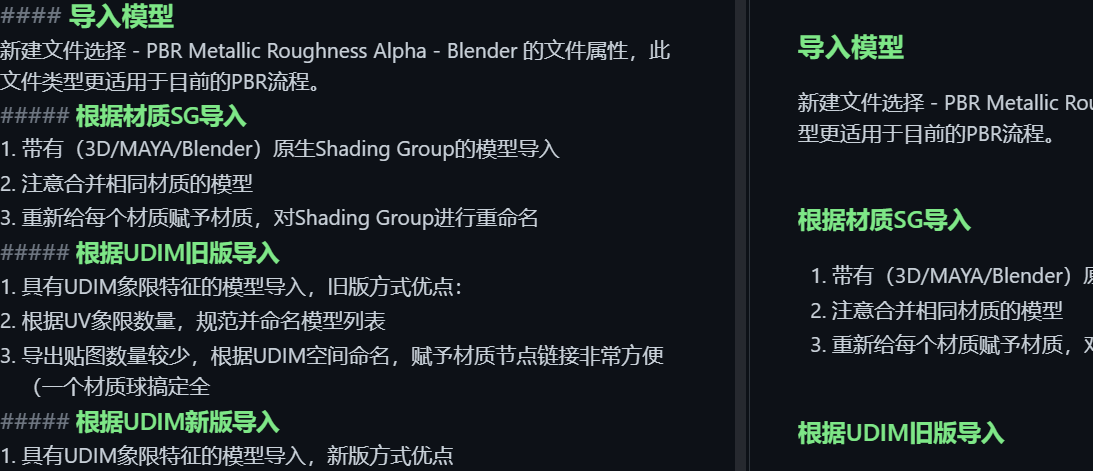 #### 导入模型
新建文件选择 - PBR Metallic Roughness Alpha - Blender 的文件属性，此
文件类型更适用于目前的PBR流程。
##### 根据材质SG导入
1. 带有（3D/MAYA/Blender）原生Shading Group的模型导入
2. 注意合并相同材质的模型
3. 重新给每个材质赋予材质，对Shading Group进行重命名
##### 根据UDIM旧版导入
1. 具有UDIM象限特征的模型导入，旧版方式优点：
2. 根据UV象限数量，规范并命名模型列表
3. 导出贴图数量较少，根据UDIM空间命名，赋予材质节点链接非常方便
（一个材质球搞定全
##### 根据UDIM新版导入
1. 具有UDIM象限特征的模型导入，新版方式优点
导入模型
新建文件选择 - PBR Metallic Rou
型更适用于目前的PBR流程。
根据材质SG导入
1. 带有（3D/MAYA/Blender）
2. 注意合并相同材质的模型
3. 重新给每个材质赋予材质，
根据UDIM旧版导入